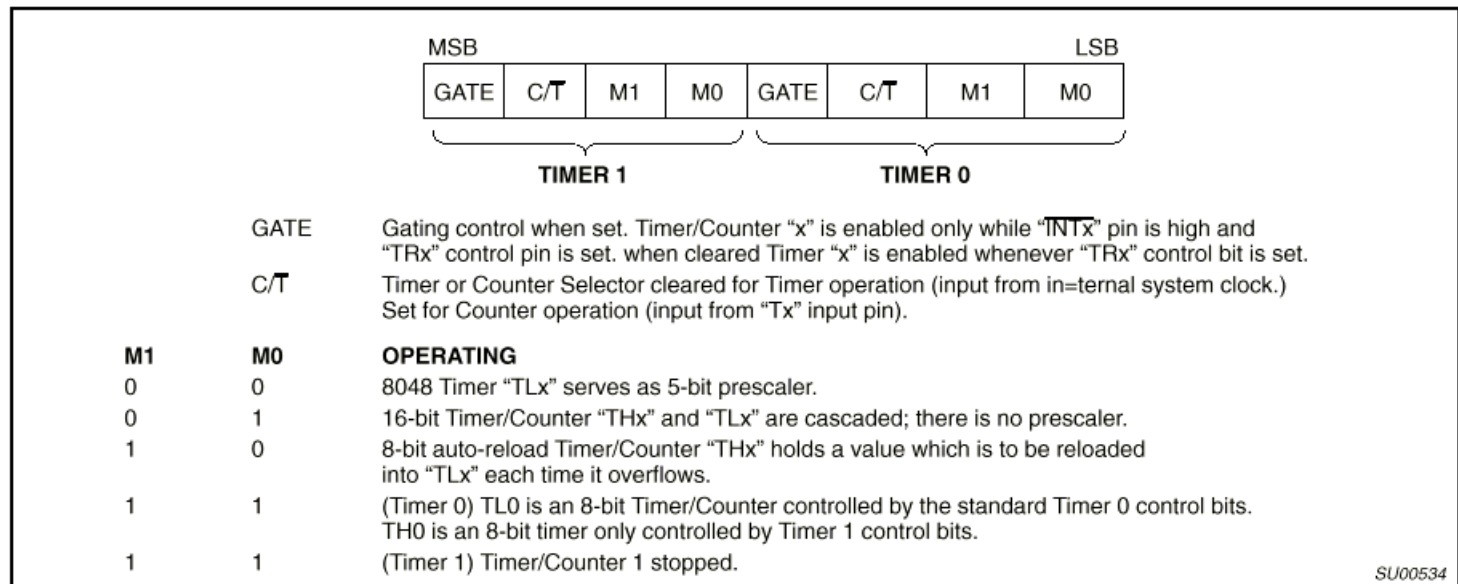 MSB LSB
GATE C/T̅ M1 M0 GATE C/T̅ M1 M0
TIMER 1 TIMER 0
GATE Gating control when set. Timer/Counter “x” is enabled only while “I̅N̅T̅x̅” pin is high and
“TRx” control pin is set. when cleared Timer “x” is enabled whenever “TRx” control bit is set.
C/T̅ Timer or Counter Selector cleared for Timer operation (input from in=ternal system clock.)
Set for Counter operation (input from “Tx” input pin).
M1 M0 OPERATING
0 0 8048 Timer “TLx” serves as 5-bit prescaler.
0 1 16-bit Timer/Counter “THx” and “TLx” are cascaded; there is no prescaler.
1 0 8-bit auto-reload Timer/Counter “THx” holds a value which is to be reloaded
into “TLx” each time it overflows.
1 1 (Timer 0) TL0 is an 8-bit Timer/Counter controlled by the standard Timer 0 control bits.
TH0 is an 8-bit timer only controlled by Timer 1 control bits.
1 1 (Timer 1) Timer/Counter 1 stopped.
SU00534